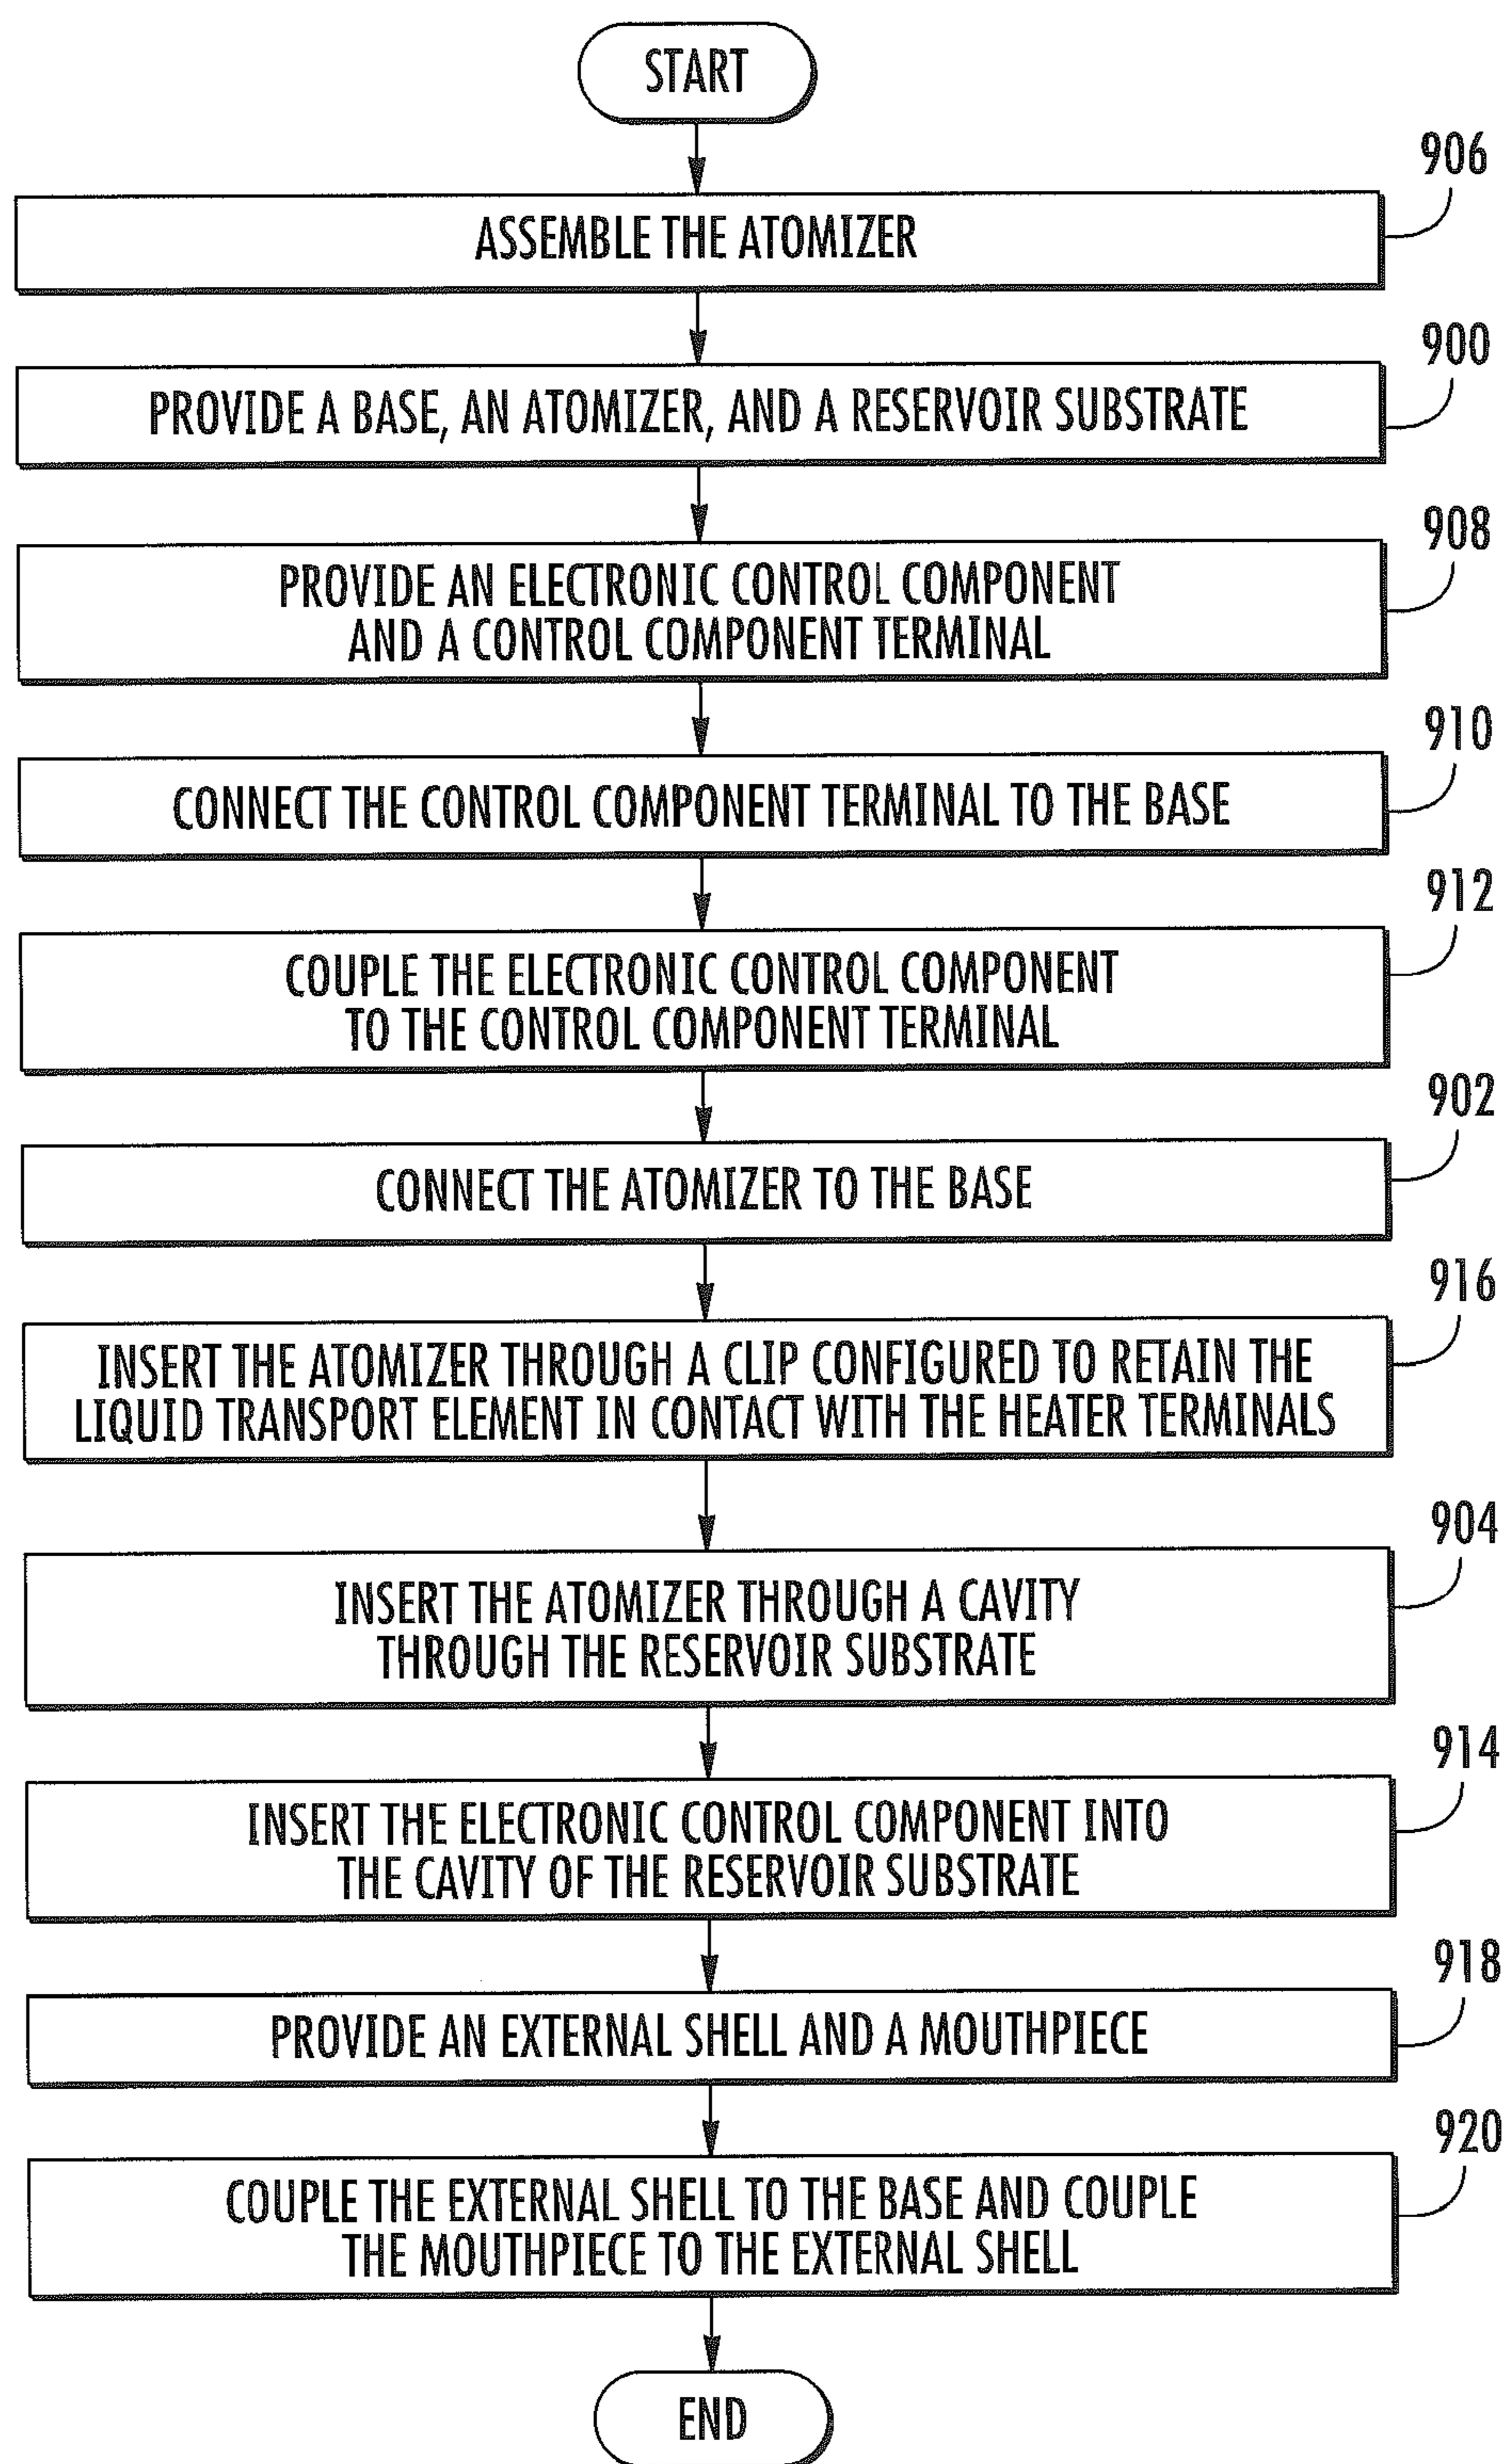 START
906
ASSEMBLE THE ATOMIZER
900
PROVIDE A BASE, AN ATOMIZER, AND A RESERVOIR SUBSTRATE
908
PROVIDE AN ELECTRONIC CONTROL COMPONENT
AND A CONTROL COMPONENT TERMINAL
910
CONNECT THE CONTROL COMPONENT TERMINAL TO THE BASE
912
COUPLE THE ELECTRONIC CONTROL COMPONENT
TO THE CONTROL COMPONENT TERMINAL
902
CONNECT THE ATOMIZER TO THE BASE
916
INSERT THE ATOMIZER THROUGH A CLIP CONFIGURED TO RETAIN THE
LIQUID TRANSPORT ELEMENT IN CONTACT WITH THE HEATER TERMINALS
904
INSERT THE ATOMIZER THROUGH A CAVITY
THROUGH THE RESERVOIR SUBSTRATE
914
INSERT THE ELECTRONIC CONTROL COMPONENT INTO
THE CAVITY OF THE RESERVOIR SUBSTRATE
918
PROVIDE AN EXTERNAL SHELL AND A MOUTHPIECE
920
COUPLE THE EXTERNAL SHELL TO THE BASE AND COUPLE
THE MOUTHPIECE TO THE EXTERNAL SHELL
END